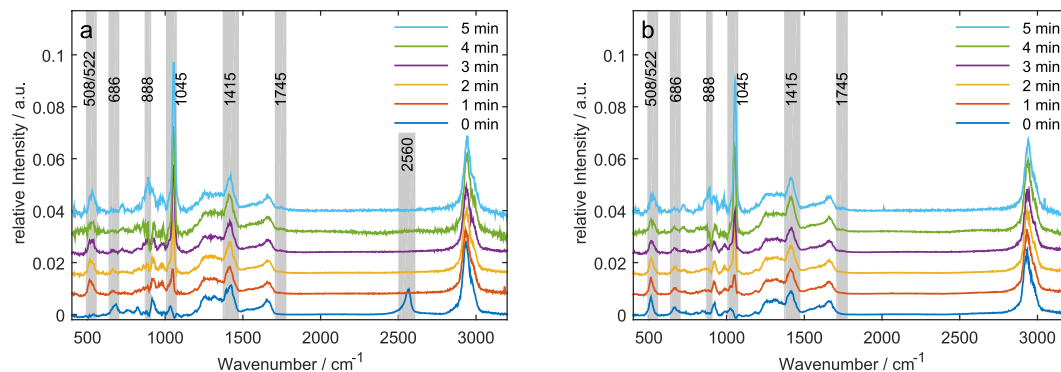 a
5 min
4 min
3 min
2 min
1 min
0 min
508/522
686
888
1045
1415
1745
2560
0.1
0.08
0.06
0.04
0.02
0
500
1000
1500
2000
2500
3000
relative Intensity / a.u.
Wavenumber / cm-1
b
5 min
4 min
3 min
2 min
1 min
0 min
508/522
686
888
1045
1415
1745
0.1
0.08
0.06
0.04
0.02
0
500
1000
1500
2000
2500
3000
relative Intensity / a.u.
Wavenumber / cm-1